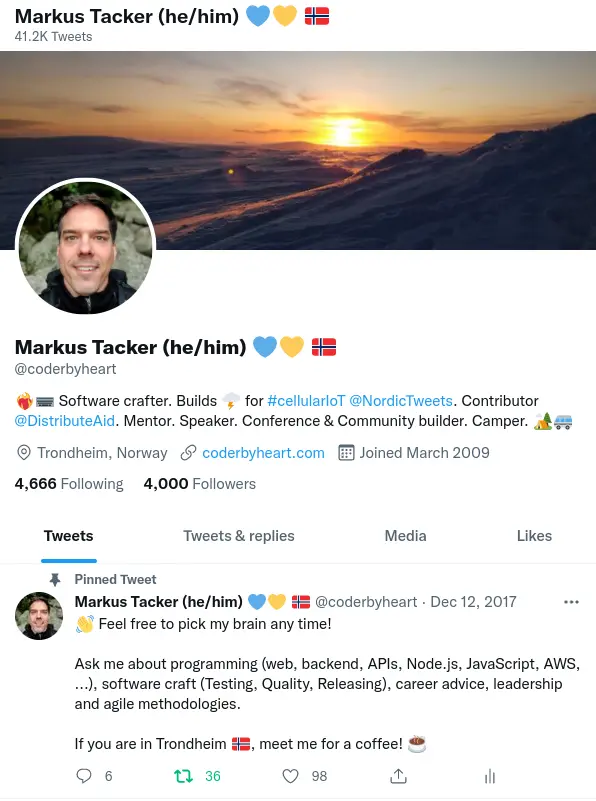 Markus Tacker (he/him) 💙💛 🇳🇴
41.2K Tweets
Markus Tacker (he/him) 💙💛 🇳🇴
@coderbyheart
❤️‍🔥⌨️ Software crafter. Builds 🌩️ for #cellularIoT @NordicTweets. Contributor
@DistributeAid. Mentor. Speaker. Conference & Community builder. Camper. 🏕️🚐
Trondheim, Norway coderbyheart.com Joined March 2009
4,666 Following 4,000 Followers
Tweets Tweets & replies Media Likes
Pinned Tweet
Markus Tacker (he/him) 💙💛 🇳🇴 @coderbyheart · Dec 12, 2017
👋 Feel free to pick my brain any time!
Ask me about programming (web, backend, APIs, Node.js, JavaScript, AWS,
…), software craft (Testing, Quality, Releasing), career advice, leadership
and agile methodologies.
If you are in Trondheim 🇳🇴, meet me for a coffee! ☕
6 36 98